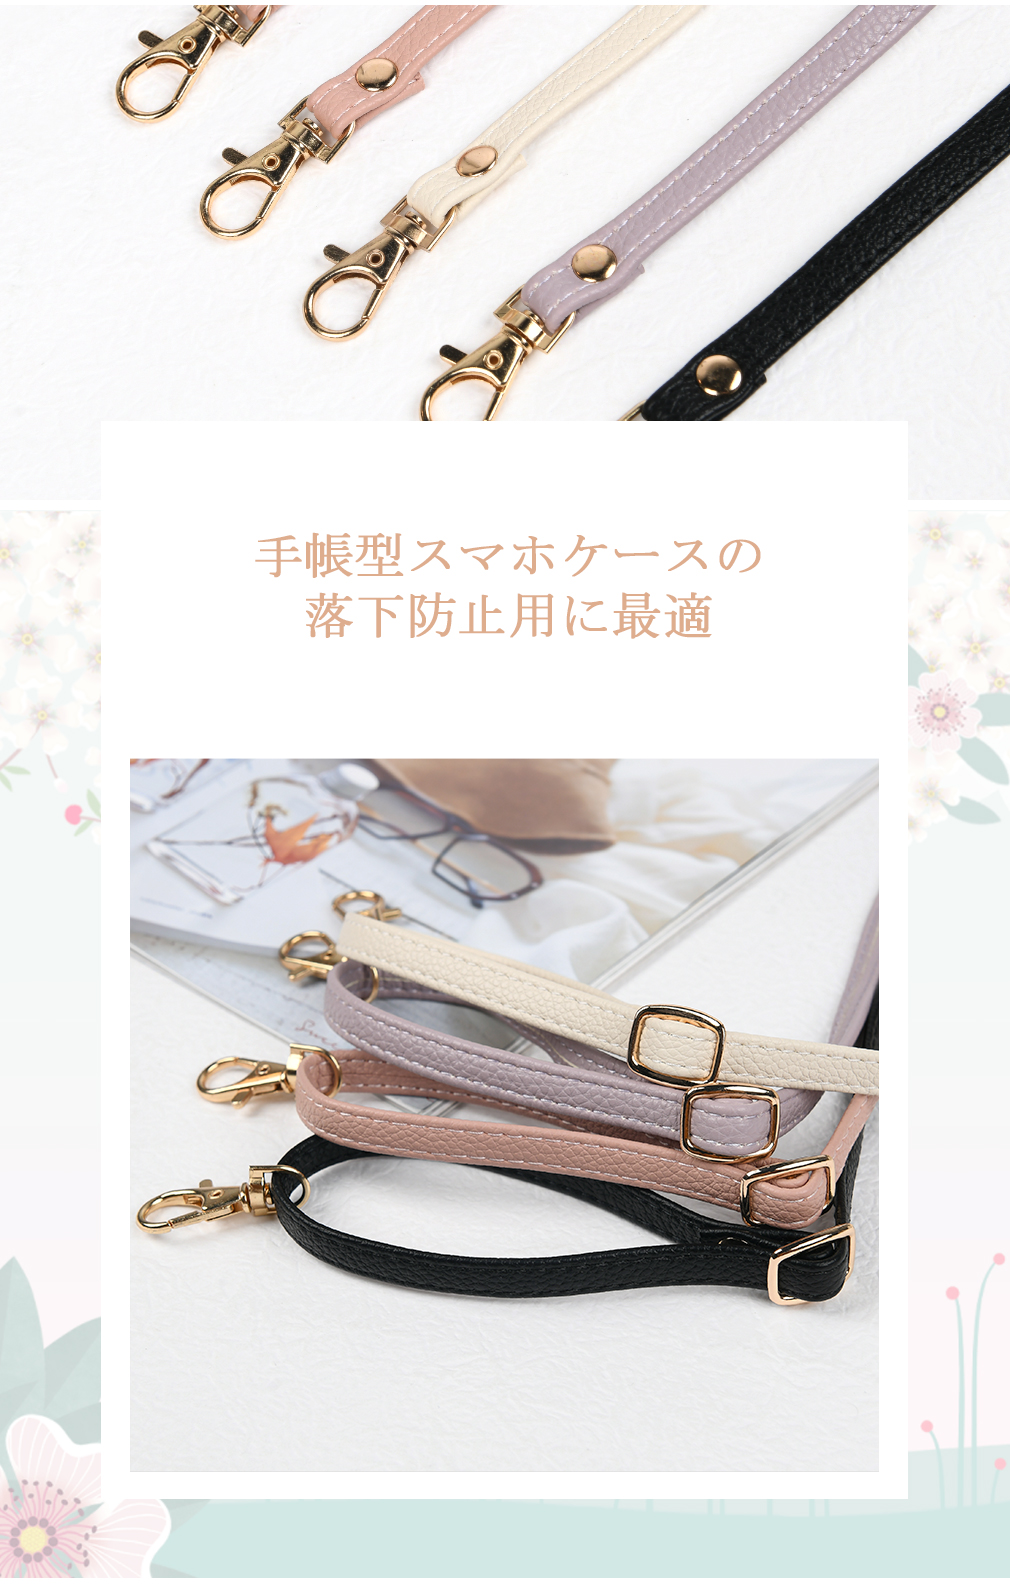 手帳型スマホケースの
落下防止用に最適